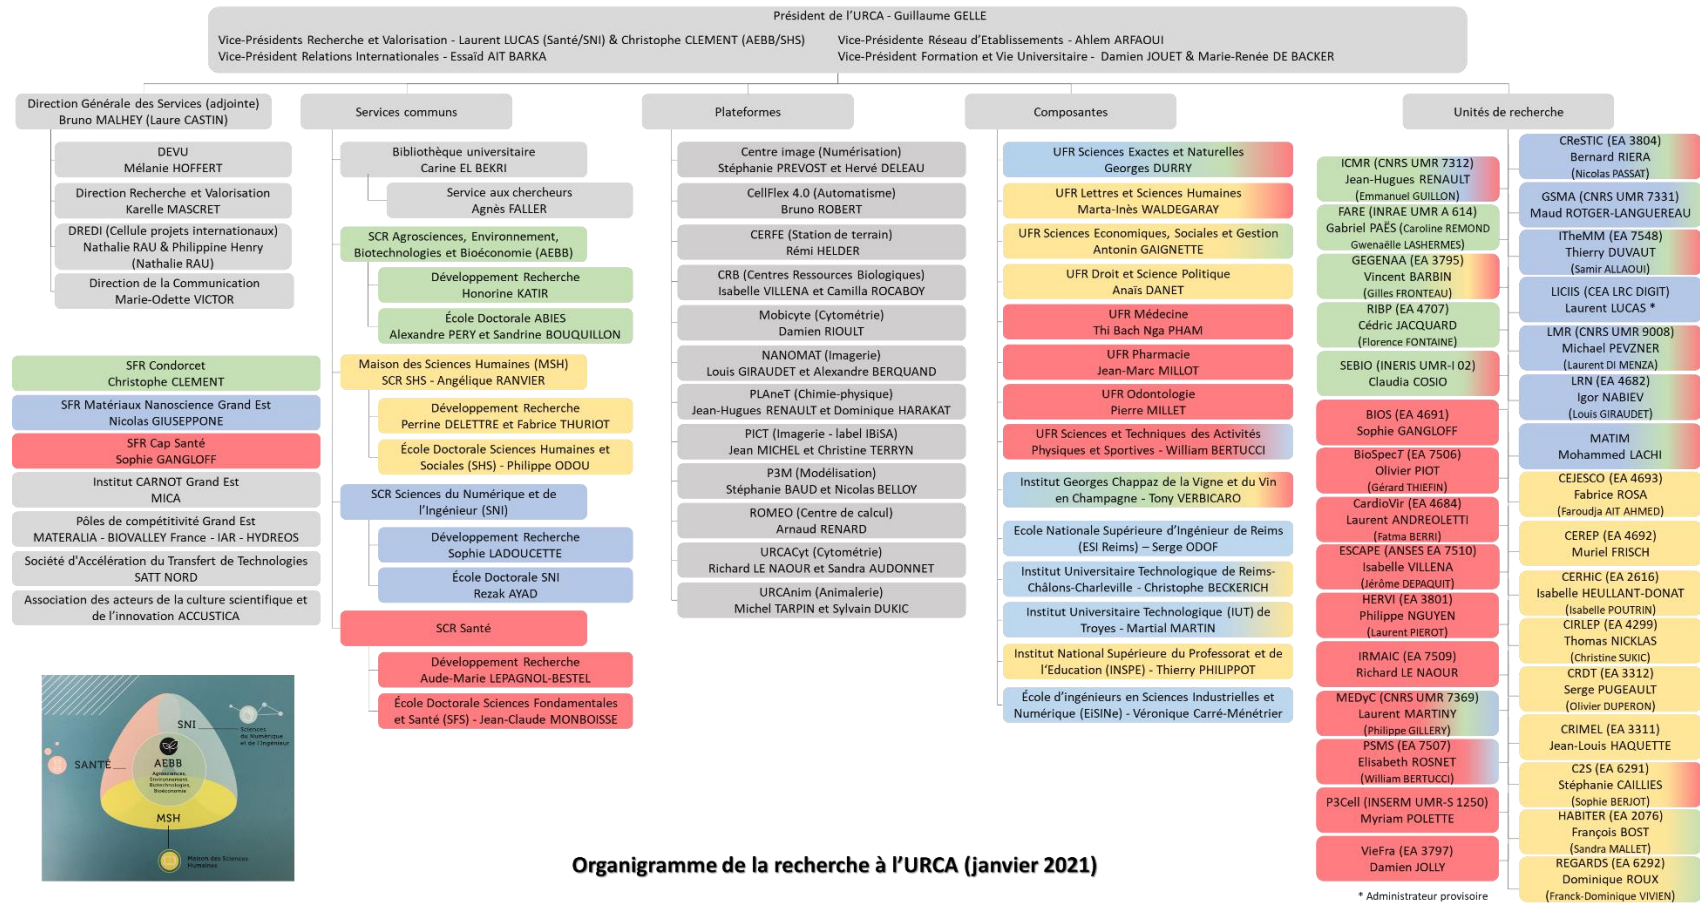 Président de l'URCA - Guillaume GELLE
Vice-Présidents Recherche et Valorisation - Laurent LUCAS (Santé/SNI) & Christophe CLEMENT (AEBB/SHS)
Vice-Présidente Réseau d'Etablissements - Ahlem ARFAOUI
Vice-Président Relations Internationales - Essaïd AIT BARKA
Vice-Président Formation et Vie Universitaire - Damien JOUET & Marie-Renée DE BACKER
Direction Générale des Services (adjointe)
Bruno MALHEY (Laure CASTIN)
DEVU
Mélanie HOFFERT
Direction Recherche et Valorisation
Karelle MASCRET
DREDI (Cellule projets internationaux)
Nathalie RAU & Philippine Henry
(Nathalie RAU)
Direction de la Communication
Marie-Odette VICTOR
SFR Condorcet
Christophe CLEMENT
SFR Matériaux Nanoscience Grand Est
Nicolas GIUSEPPONE
SFR Cap Santé
Sophie GANGLOFF
Institut CARNOT Grand Est
MICA
Pôles de compétitivité Grand Est
MATERALIA - BIOVALLEY France - IAR - HYDREOS
Société d'Accélération du Transfert de Technologies
SATT NORD
Association des acteurs de la culture scientifique et
de l'innovation ACCUSTICA
SNI
Sciences
du Numérique
et de l'Ingénieur
SANTÉ
AEBB
Agrosciences,
Environnement,
Biotechnologies,
Bioéconomie
MSH
Maison des Sciences
Humaines
Services communs
Bibliothèque universitaire
Carine EL BEKRI
Service aux chercheurs
Agnès FALLER
SCR Agrosciences, Environnement,
Biotechnologies et Bioéconomie (AEBB)
Développement Recherche
Honorine KATIR
École Doctorale ABIES
Alexandre PERY et Sandrine BOUQUILLON
Maison des Sciences Humaines (MSH)
SCR SHS - Angélique RANVIER
Développement Recherche
Perrine DELETTRE et Fabrice THURIOT
École Doctorale Sciences Humaines et
Sociales (SHS) - Philippe ODOU
SCR Sciences du Numérique et de
l'Ingénieur (SNI)
Développement Recherche
Sophie LADOUCETTE
École Doctorale SNI
Rezak AYAD
SCR Santé
Développement Recherche
Aude-Marie LEPAGNOL-BESTEL
École Doctorale Sciences Fondamentales
et Santé (SFS) - Jean-Claude MONBOISSE
Plateformes
Centre image (Numérisation)
Stéphanie PREVOST et Hervé DELEAU
CellFlex 4.0 (Automatisme)
Bruno ROBERT
CERFE (Station de terrain)
Rémi HELDER
CRB (Centres Ressources Biologiques)
Isabelle VILLENA et Camilla ROCABOY
Mobicyte (Cytométrie)
Damien RIOULT
NANOMAT (Imagerie)
Louis GIRAUDET et Alexandre BERQUAND
PLAneT (Chimie-physique)
Jean-Hugues RENAULT et Dominique HARAKAT
PICT (Imagerie - label IBiSA)
Jean MICHEL et Christine TERRYN
P3M (Modélisation)
Stéphanie BAUD et Nicolas BELLOY
ROMEO (Centre de calcul)
Arnaud RENARD
URCACyt (Cytométrie)
Richard LE NAOUR et Sandra AUDONNET
URCAnim (Animalerie)
Michel TARPIN et Sylvain DUKIC
Composantes
UFR Sciences Exactes et Naturelles
Georges DURRY
UFR Lettres et Sciences Humaines
Marta-Inès WALDEGARAY
UFR Sciences Economiques, Sociales et Gestion
Antonin GAIGNETTE
UFR Droit et Science Politique
Anaïs DANET
UFR Médecine
Thi Bach Nga PHAM
UFR Pharmacie
Jean-Marc MILLOT
UFR Odontologie
Pierre MILLET
UFR Sciences et Techniques des Activités
Physiques et Sportives - William BERTUCCI
Institut Georges Chappaz de la Vigne et du Vin
en Champagne - Tony VERBICARO
Ecole Nationale Supérieure d'Ingénieur de Reims
(ESI Reims) – Serge ODOF
Institut Universitaire Technologique de Reims-
Châlons-Charleville - Christophe BECKERICH
Institut Universitaire Technologique (IUT) de
Troyes - Martial MARTIN
Institut National Supérieure du Professorat et de
l'Education (INSPE) - Thierry PHILIPPOT
École d'ingénieurs en Sciences Industrielles et
Numérique (EiSINe) - Véronique Carré-Ménétrier
Unités de recherche
ICMR (CNRS UMR 7312)
Jean-Hugues RENAULT
(Emmanuel GUILLON)
FARE (INRAE UMR A 614)
Gabriel PAËS (Caroline REMOND
Gwenaëlle LASHERMES)
GEGENAA (EA 3795)
Vincent BARBIN
(Gilles FRONTEAU)
RIBP (EA 4707)
Cédric JACQUARD
(Florence FONTAINE)
SEBIO (INERIS UMR-I 02)
Claudia COSIO
BIOS (EA 4691)
Sophie GANGLOFF
BioSpecT (EA 7506)
Olivier PIOT
(Gérard THIEFIN)
CardioVir (EA 4684)
Laurent ANDREOLETTI
(Fatma BERRI)
ESCAPE (ANSES EA 7510)
Isabelle VILLENA
(Jérôme DEPAQUIT)
HERVI (EA 3801)
Philippe NGUYEN
(Laurent PIEROT)
IRMAIC (EA 7509)
Richard LE NAOUR
MEDyC (CNRS UMR 7369)
Laurent MARTINY
(Philippe GILLERY)
PSMS (EA 7507)
Elisabeth ROSNET
(William BERTUCCI)
P3Cell (INSERM UMR-S 1250)
Myriam POLETTE
VieFra (EA 3797)
Damien JOLLY
CReSTIC (EA 3804)
Bernard RIERA
(Nicolas PASSAT)
GSMA (CNRS UMR 7331)
Maud ROTGER-LANGUEREAU
ITheMM (EA 7548)
Thierry DUVAUT
(Samir ALLAOUI)
LICIIS (CEA LRC DIGIT)
Laurent LUCAS *
LMR (CNRS UMR 9008)
Michael PEVZNER
(Laurent DI MENZA)
LRN (EA 4682)
Igor NABIEV
(Louis GIRAUDET)
MATIM
Mohammed LACHI
CEJESCO (EA 4693)
Fabrice ROSA
(Faroudja AIT AHMED)
CEREP (EA 4692)
Muriel FRISCH
CERHiC (EA 2616)
Isabelle HEULLANT-DONAT
(Isabelle POUTRIN)
CIRLEP (EA 4299)
Thomas NICKLAS
(Christine SUKIC)
CRDT (EA 3312)
Serge PUGEAULT
(Olivier DUPERON)
CRIMEL (EA 3311)
Jean-Louis HAQUETTE
C2S (EA 6291)
Stéphanie CAILLIES
(Sophie BERJOT)
HABITER (EA 2076)
François BOST
(Sandra MALLET)
REGARDS (EA 6292)
Dominique ROUX
(Franck-Dominique VIVIEN)
* Administrateur provisoire
Organigramme de la recherche à l'URCA (janvier 2021)